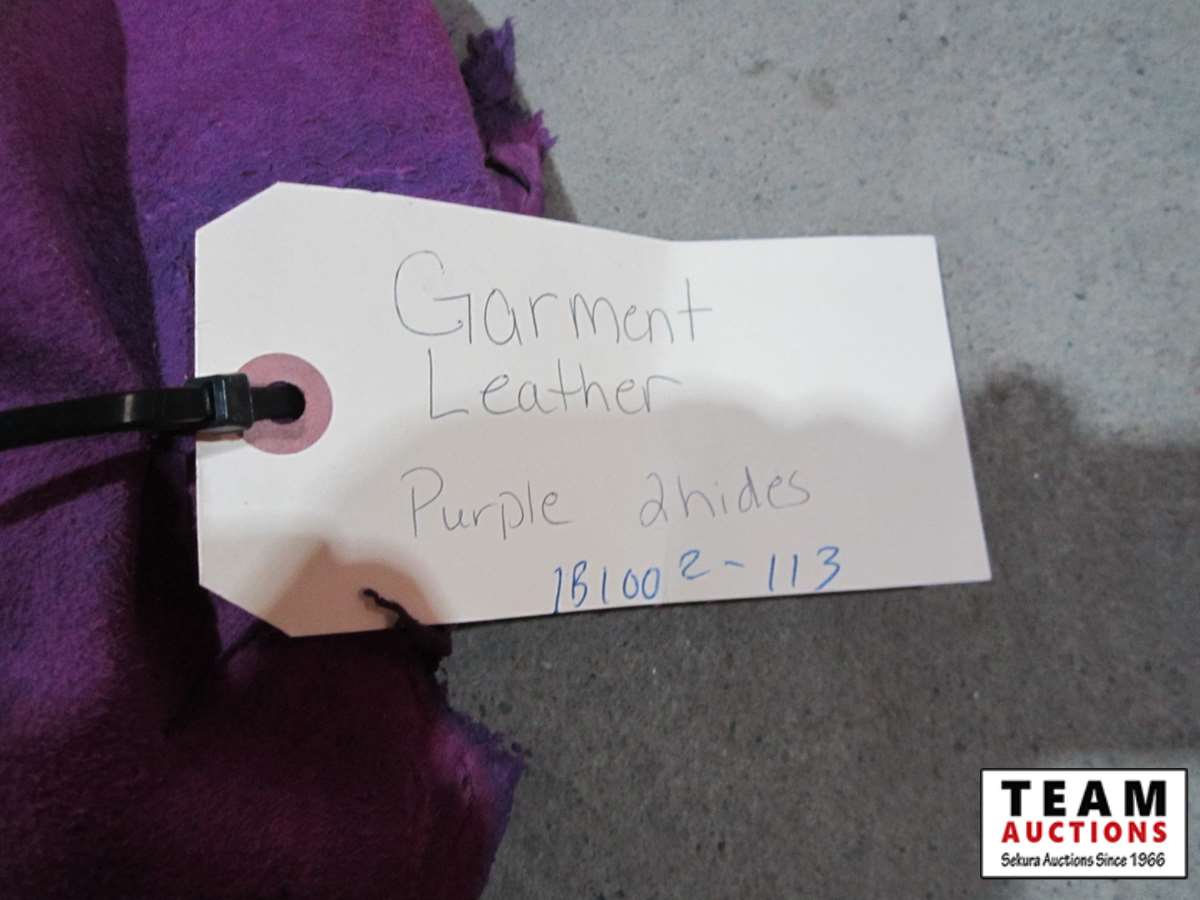 Garment
Leather
Purple 2hides
1B1002-113
TEAM
AUCTIONS
Sekura Auctions Since 1966